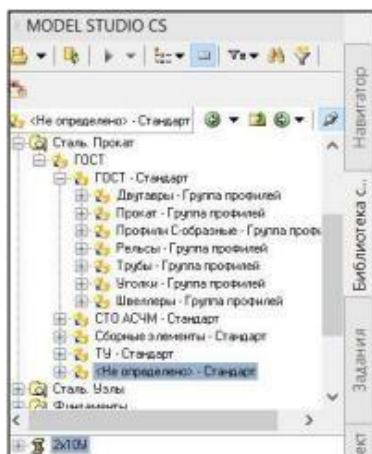 MODEL STUDIO CS
<Не определено> - Стандарт
Сталь. Прокат
ГОСТ
ГОСТ - Стандарт
Двутавры - Группа профилей
Прокат - Группа профилей
Профили С-образные - Группа профи
Рельсы - Группа профилей
Трубы - Группа профилей
Уголки - Группа профилей
Швеллеры - Группа профилей
СТО АСЧМ - Стандарт
Сборные элементы - Стандарт
ТУ - Стандарт
<Не определено> - Стандарт
Сталь. Узлы
Фундаменты
2x10У
Навигатор
Библиотека с...
Задания
ект